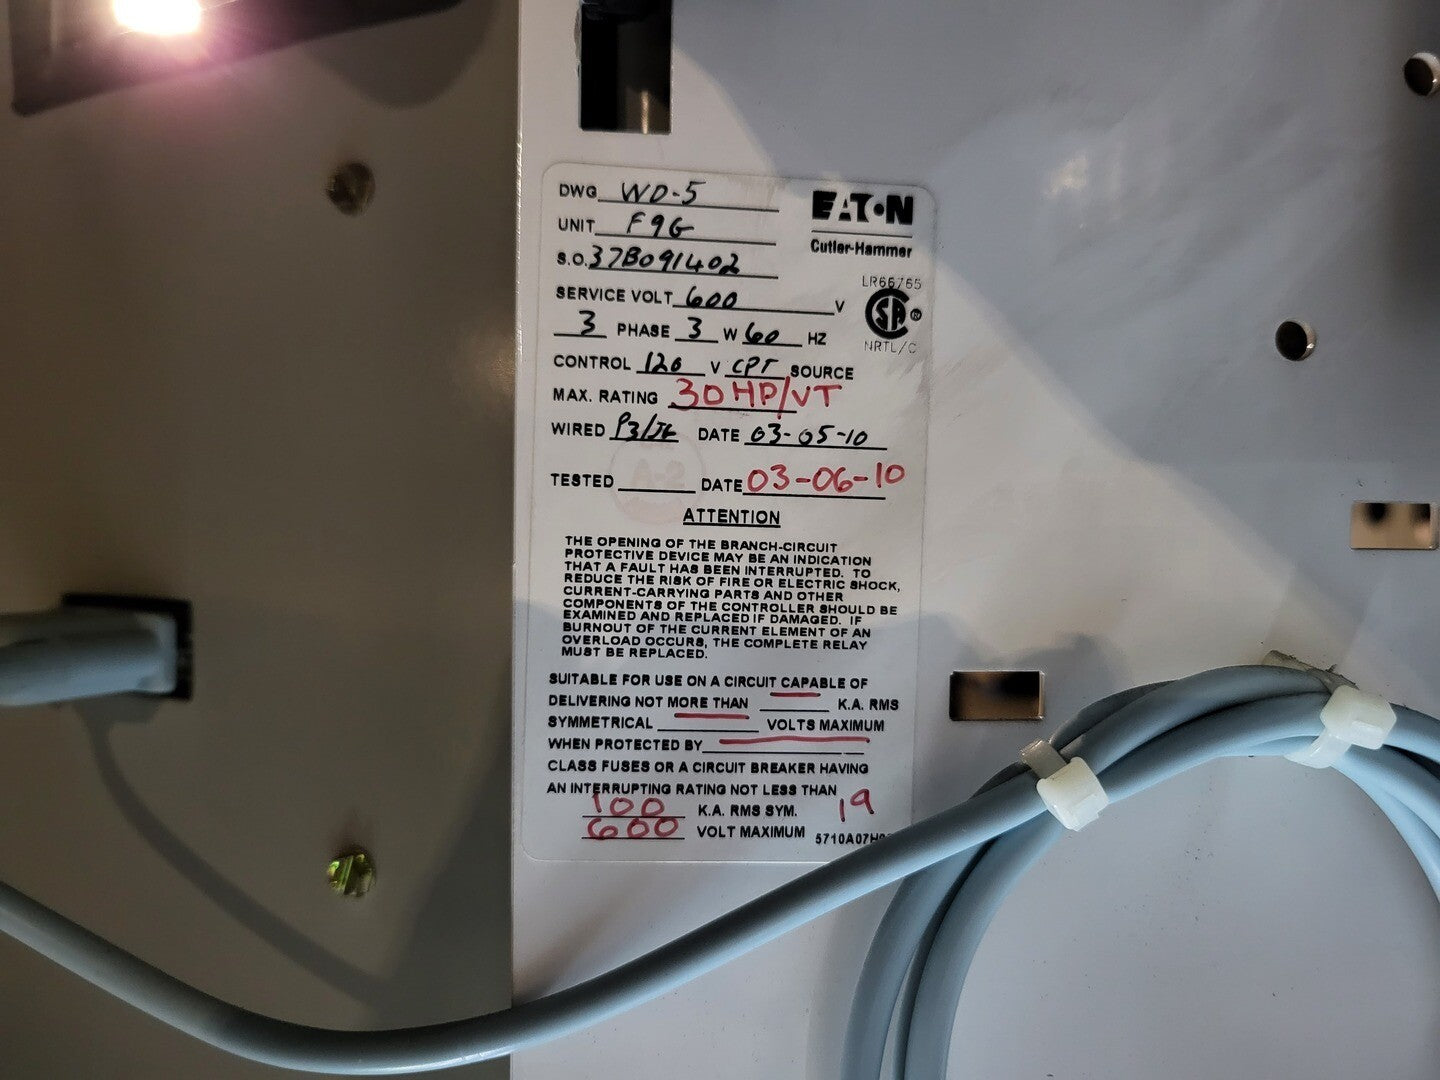 DWG WD-5
EATON
UNIT F9G
Cutler-Hammer
S.O. 37B091402
LR66765
SERVICE VOLT 600 V
SA ®
3 PHASE 3 W 60 HZ
NRTL/C
CONTROL 120 V CPT SOURCE
MAX. RATING 30HP/VT
WIRED DATE 03-05-10
TESTED DATE 03-06-10
ATTENTION
THE OPENING OF THE BRANCH-CIRCUIT
PROTECTIVE DEVICE MAY BE AN INDICATION
THAT A FAULT HAS BEEN INTERRUPTED. TO
REDUCE THE RISK OF FIRE OR ELECTRIC SHOCK,
CURRENT-CARRYING PARTS AND OTHER
COMPONENTS OF THE CONTROLLER SHOULD BE
EXAMINED AND REPLACED IF DAMAGED. IF
BURNOUT OF THE CURRENT ELEMENT OF AN
OVERLOAD OCCURS, THE COMPLETE RELAY
MUST BE REPLACED.
SUITABLE FOR USE ON A CIRCUIT CAPABLE OF
DELIVERING NOT MORE THAN K.A. RMS
SYMMETRICAL VOLTS MAXIMUM
WHEN PROTECTED BY
CLASS FUSES OR A CIRCUIT BREAKER HAVING
AN INTERRUPTING RATING NOT LESS THAN
100 K.A. RMS SYM. 19
600 VOLT MAXIMUM 5710A07H